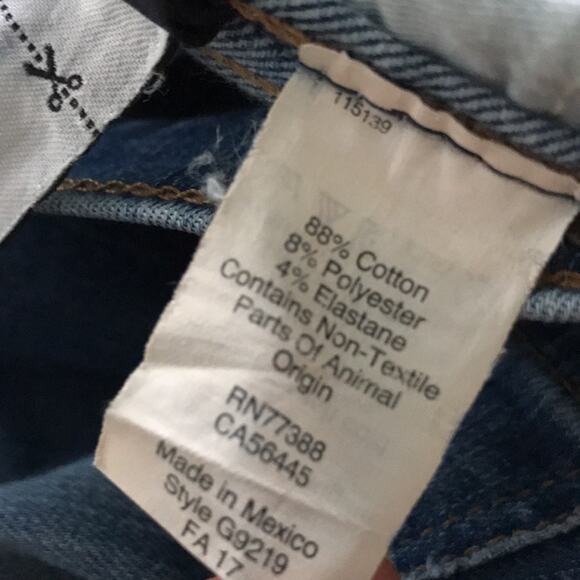 115139
88% Cotton
8% Polyester
4% Elastane
Contains Non-Textile
Parts Of Animal
Origin
RN77388
CA56445
Made in Mexico
Style G9219
FA 17